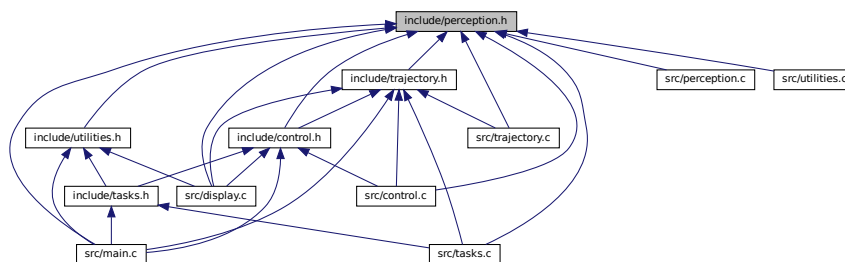 include/perception.h
include/trajectory.h
src/perception.c
src/utilities.c
include/utilities.h
include/control.h
src/trajectory.c
include/tasks.h
src/display.c
src/control.c
src/main.c
src/tasks.c